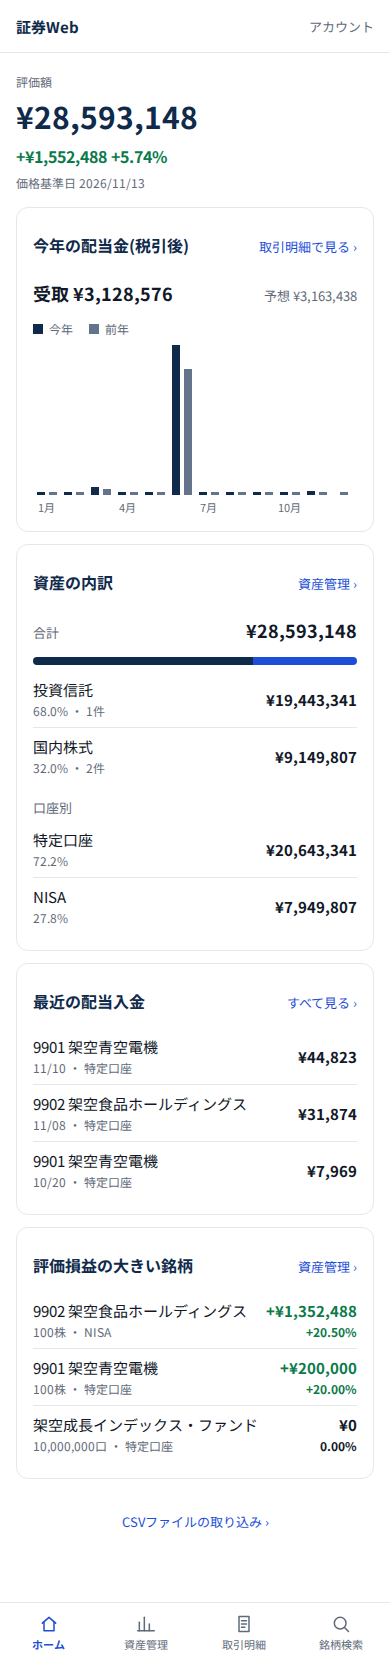 証券Web
アカウント
評価額
¥28,593,148
+¥1,552,488 +5.74%
価格基準日 2026/11/13
今年の配当金(税引後)
取引明細で見る ›
受取 ¥3,128,576
予想 ¥3,163,438
今年 前年
1月 4月 7月 10月
資産の内訳
資産管理 ›
合計
¥28,593,148
投資信託
68.0% ・ 1件
¥19,443,341
国内株式
32.0% ・ 2件
¥9,149,807
口座別
特定口座
72.2%
¥20,643,341
NISA
27.8%
¥7,949,807
最近の配当入金
すべて見る ›
9901 架空青空電機
11/10 ・ 特定口座
¥44,823
9902 架空食品ホールディングス
11/08 ・ 特定口座
¥31,874
9901 架空青空電機
10/20 ・ 特定口座
¥7,969
評価損益の大きい銘柄
資産管理 ›
9902 架空食品ホールディングス
+¥1,352,488
100株 ・ NISA
+20.50%
9901 架空青空電機
+¥200,000
100株 ・ 特定口座
+20.00%
架空成長インデックス・ファンド
¥0
10,000,000口 ・ 特定口座
0.00%
CSVファイルの取り込み ›
ホーム 資産管理 取引明細 銘柄検索